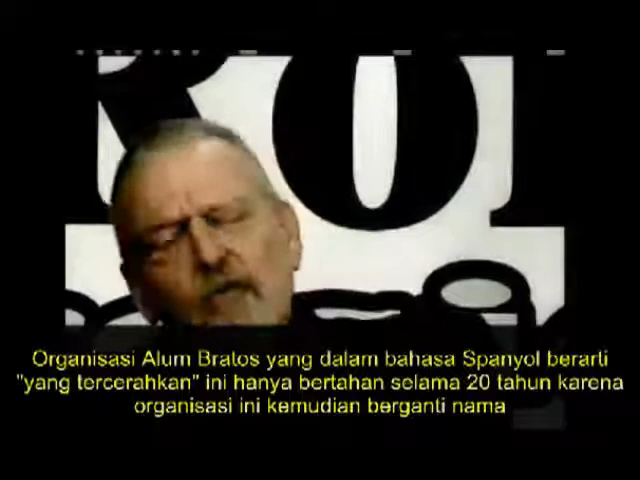 Organisasi Alum Bratos yang dalam bahasa Spanyol berarti
"yang tercerahkan" ini hanya bertahan selama 20 tahun karena
organisasi ini kemudian berganti nama